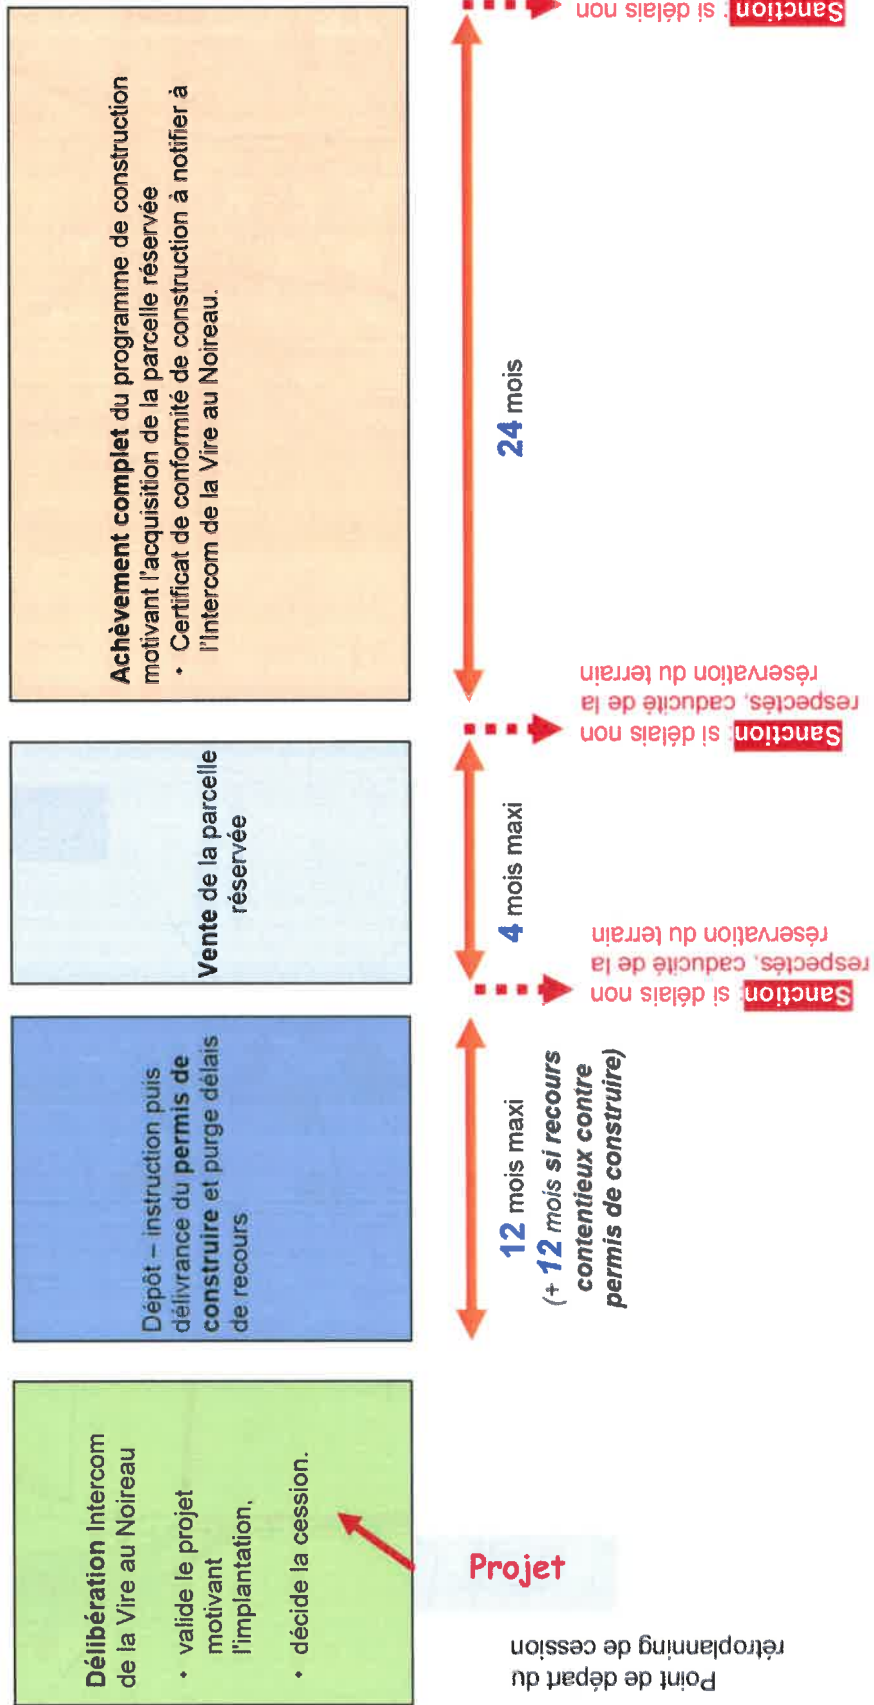 Délibération Intercom
de la Vire au Noireau
• valide le projet
motivant
l'implantation,
• décide la cession.
Projet
Point de départ du
rétroplanning de cession
Dépôt – instruction puis
délivrance du permis de
construire et purge délais
de recours
12 mois maxi
(+ 12 mois si recours
contentieux contre
permis de construire)
Sanction : si délais non
respectés, caducité de la
réservation du terrain
Vente de la parcelle
réservée
4 mois maxi
Sanction : si délais non
respectés, caducité de la
réservation du terrain
Achèvement complet du programme de construction
motivant l'acquisition de la parcelle réservée
• Certificat de conformité de construction à notifier à
l'Intercom de la Vire au Noireau.
24 mois
Sanction : si délais non